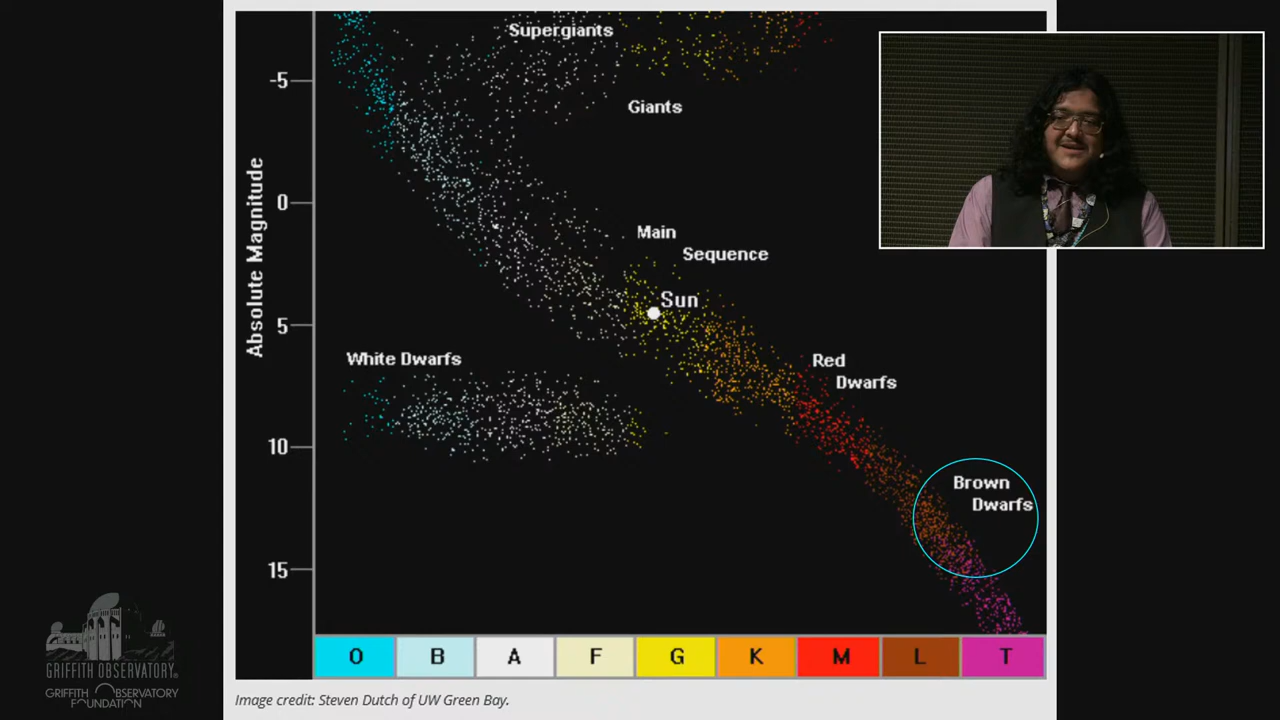 Supergiants
-5
Giants
0
Main
Sequence
Sun
5
White Dwarfs
Red
Dwarfs
10
Brown
Dwarfs
15
Absolute Magnitude
O B A F G K M L T
Image credit: Steven Dutch of UW Green Bay.
GRIFFITH OBSERVATORY®
GRIFFITH OBSERVATORY
FOUNDATION